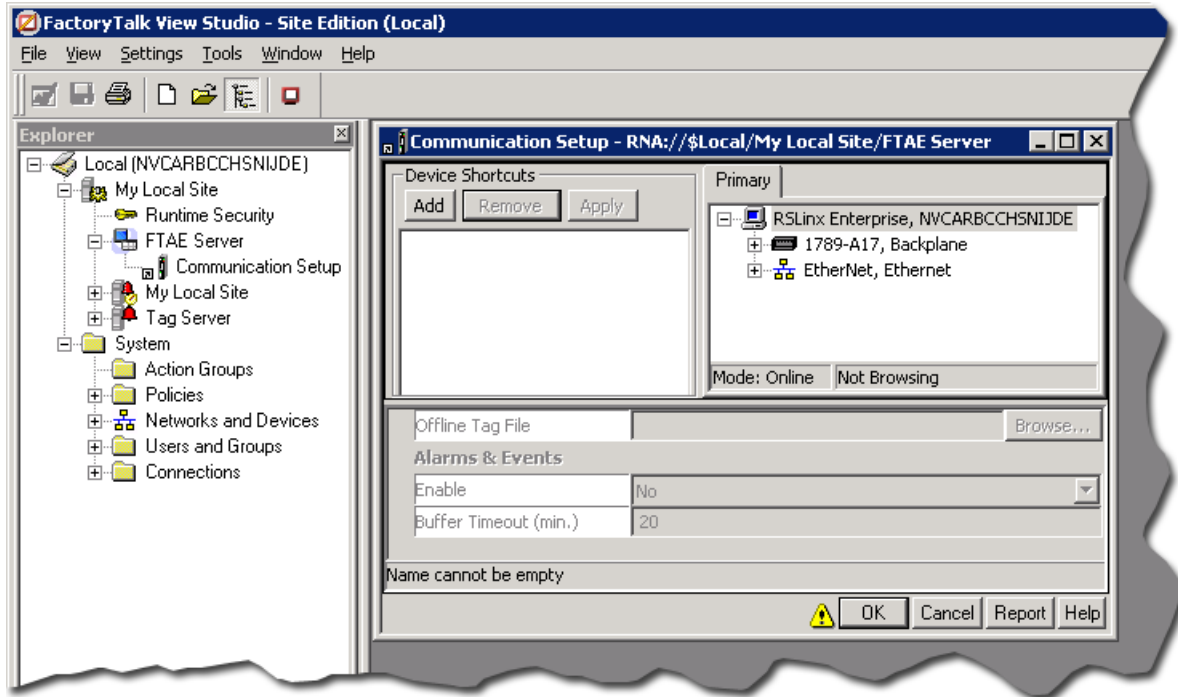 FactoryTalk View Studio - Site Edition (Local)
File View Settings Tools Window Help
Explorer
Local (NVCARBCCHSNIJDE)
My Local Site
Runtime Security
FTAE Server
Communication Setup
My Local Site
Tag Server
System
Action Groups
Policies
Networks and Devices
Users and Groups
Connections
Communication Setup - RNA://$Local/My Local Site/FTAE Server
Device Shortcuts
Add Remove Apply
Primary
RSLinx Enterprise, NVCARBCCHSNIJDE
1789-A17, Backplane
EtherNet, Ethernet
Mode: Online Not Browsing
Offline Tag File Browse...
Alarms & Events
Enable No
Buffer Timeout (min.) 20
Name cannot be empty
OK Cancel Report Help